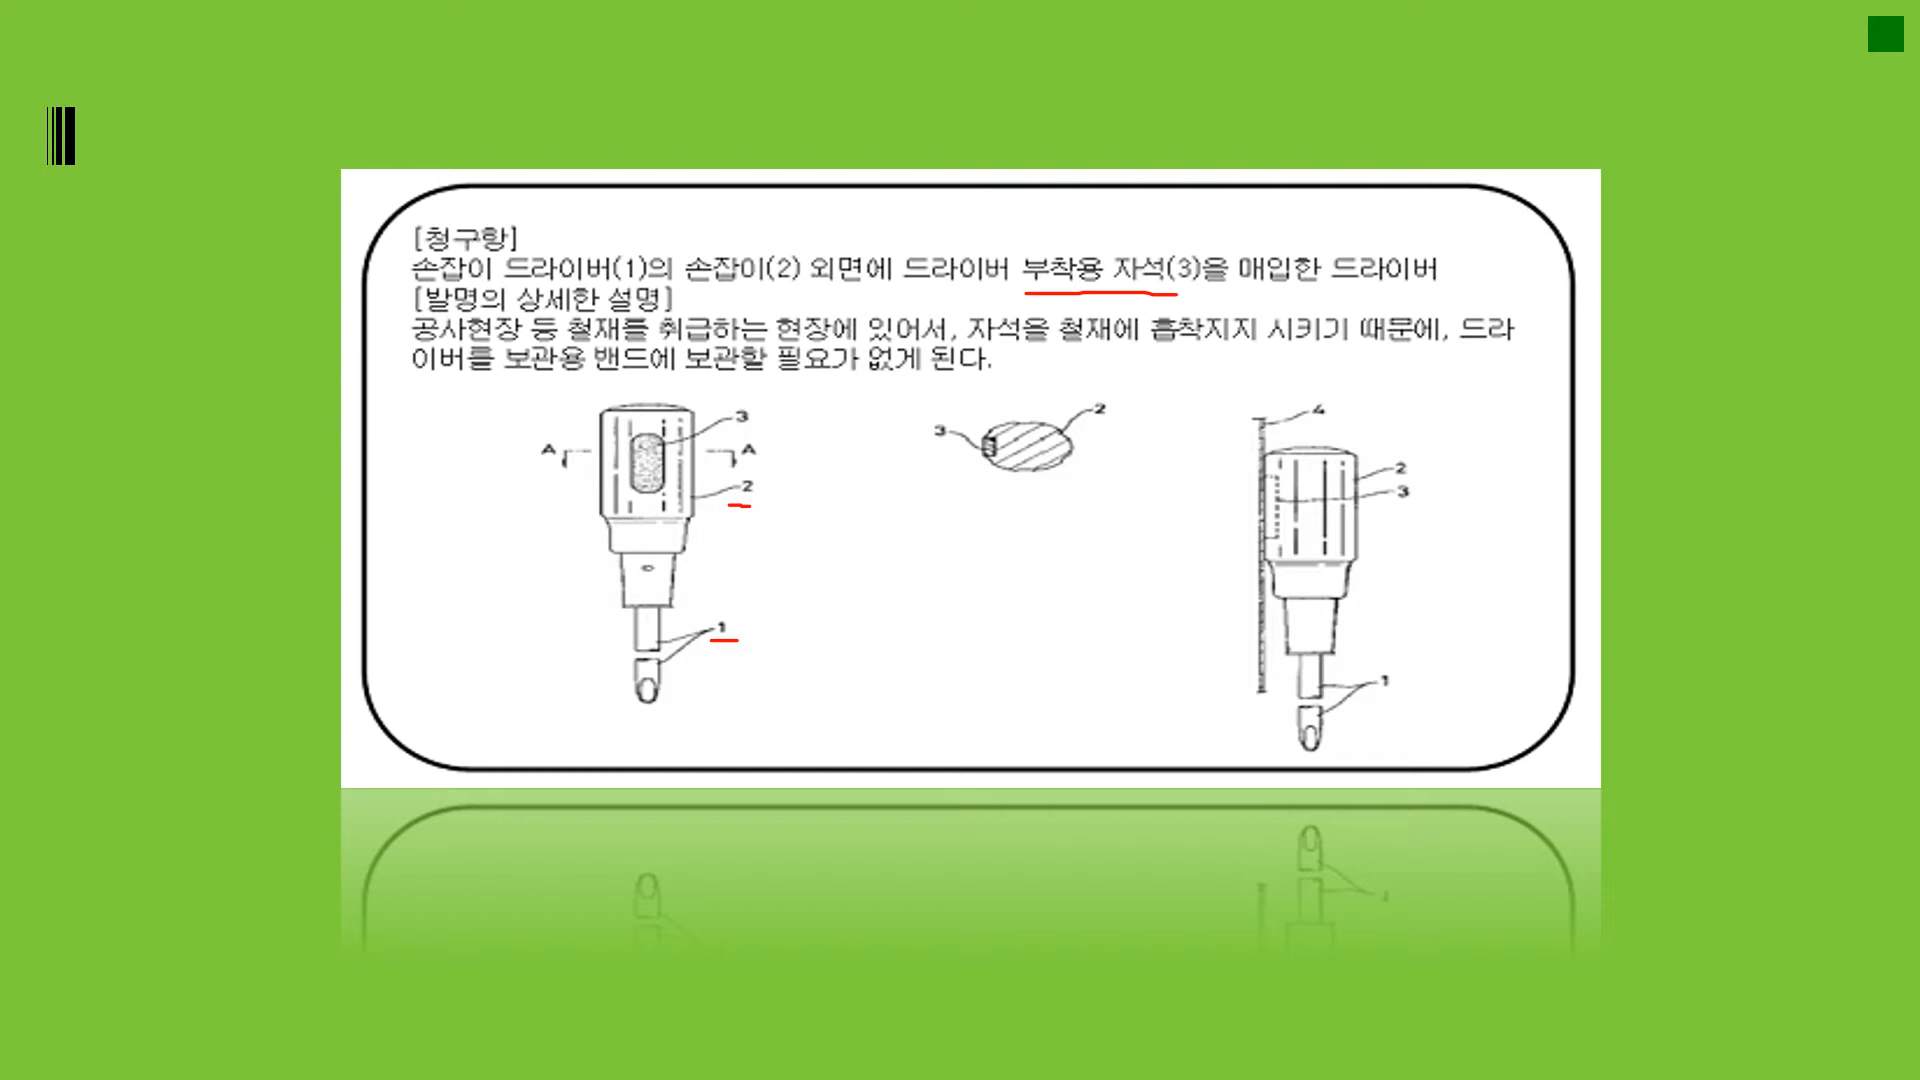 [청구항]
손잡이 드라이버(1)의 손잡이(2) 외면에 드라이버 부착용 자석(3)을 매입한 드라이버
[발명의 상세한 설명]
공사현장 등 철재를 취급하는 현장에 있어서, 자석을 철재에 흡착지지 시키기 때문에, 드라
이버를 보관용 밴드에 보관할 필요가 없게 된다.
3
A A
2
1
3 2
4
2
3
1